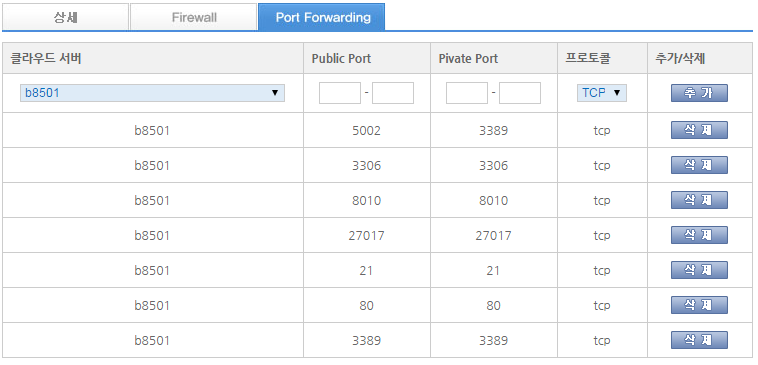 상세 Firewall Port Forwarding
클라우드 서버 Public Port Pivate Port 프로토콜 추가/삭제
b8501 - - TCP 추 가
b8501 5002 3389 tcp 삭 제
b8501 3306 3306 tcp 삭 제
b8501 8010 8010 tcp 삭 제
b8501 27017 27017 tcp 삭 제
b8501 21 21 tcp 삭 제
b8501 80 80 tcp 삭 제
b8501 3389 3389 tcp 삭 제